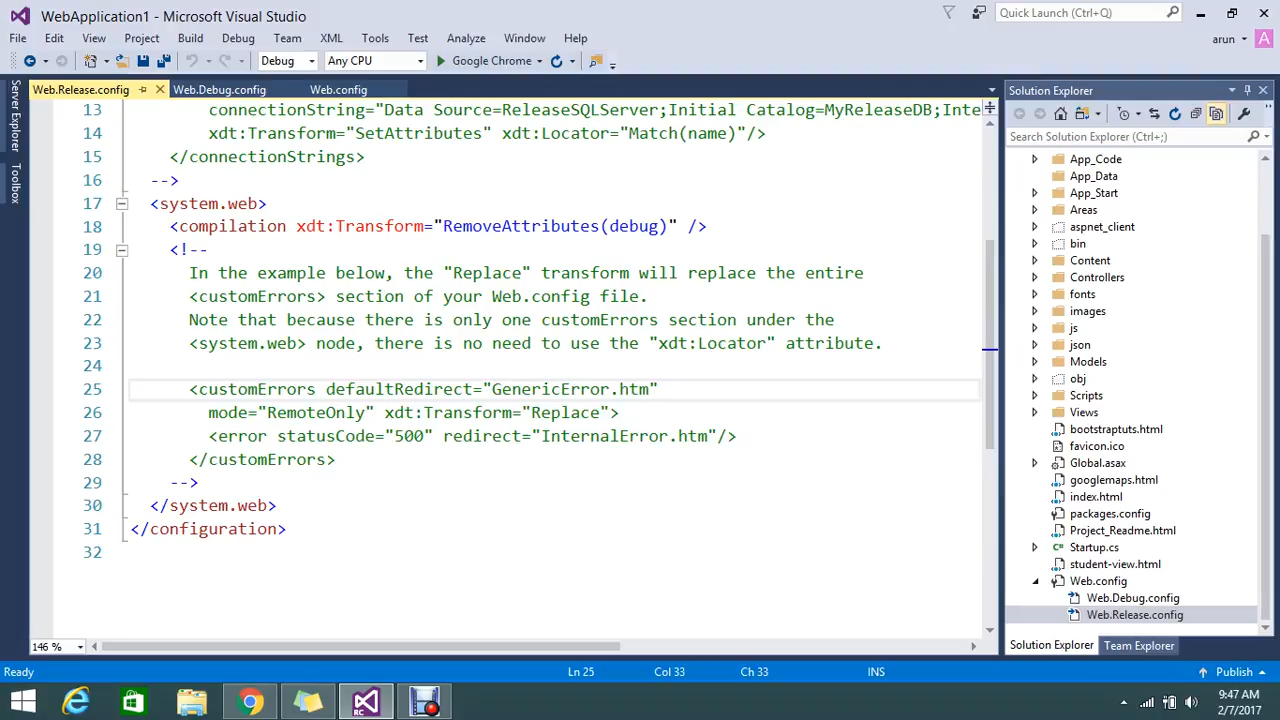 WebApplication1 - Microsoft Visual Studio
Quick Launch (Ctrl+Q)
File Edit View Project Build Debug Team XML Tools Test Analyze Window Help
arun A
Debug Any CPU Google Chrome
Web.Release.config Web.Debug.config Web.config
Server Explorer
Toolbox
13 connectionString="Data Source=ReleaseSQLServer;Initial Catalog=MyReleaseDB;Inte
14 xdt:Transform="SetAttributes" xdt:Locator="Match(name)"/>
15 </connectionStrings>
16 -->
17 <system.web>
18 <compilation xdt:Transform="RemoveAttributes(debug)" />
19 <!--
20 In the example below, the "Replace" transform will replace the entire
21 <customErrors> section of your Web.config file.
22 Note that because there is only one customErrors section under the
23 <system.web> node, there is no need to use the "xdt:Locator" attribute.
24
25 <customErrors defaultRedirect="GenericError.htm"
26 mode="RemoteOnly" xdt:Transform="Replace">
27 <error statusCode="500" redirect="InternalError.htm"/>
28 </customErrors>
29 -->
30 </system.web>
31 </configuration>
32
146 %
Solution Explorer
Search Solution Explorer (Ctrl+;)
App_Code
App_Data
App_Start
Areas
aspnet_client
bin
Content
Controllers
fonts
images
js
json
Models
obj
Scripts
Views
bootstraptuts.html
favicon.ico
Global.asax
googlemaps.html
index.html
packages.config
Project_Readme.html
Startup.cs
student-view.html
Web.config
Web.Debug.config
Web.Release.config
Solution Explorer Team Explorer
Ready Ln 25 Col 33 Ch 33 INS Publish
RC
9:47 AM
2/7/2017